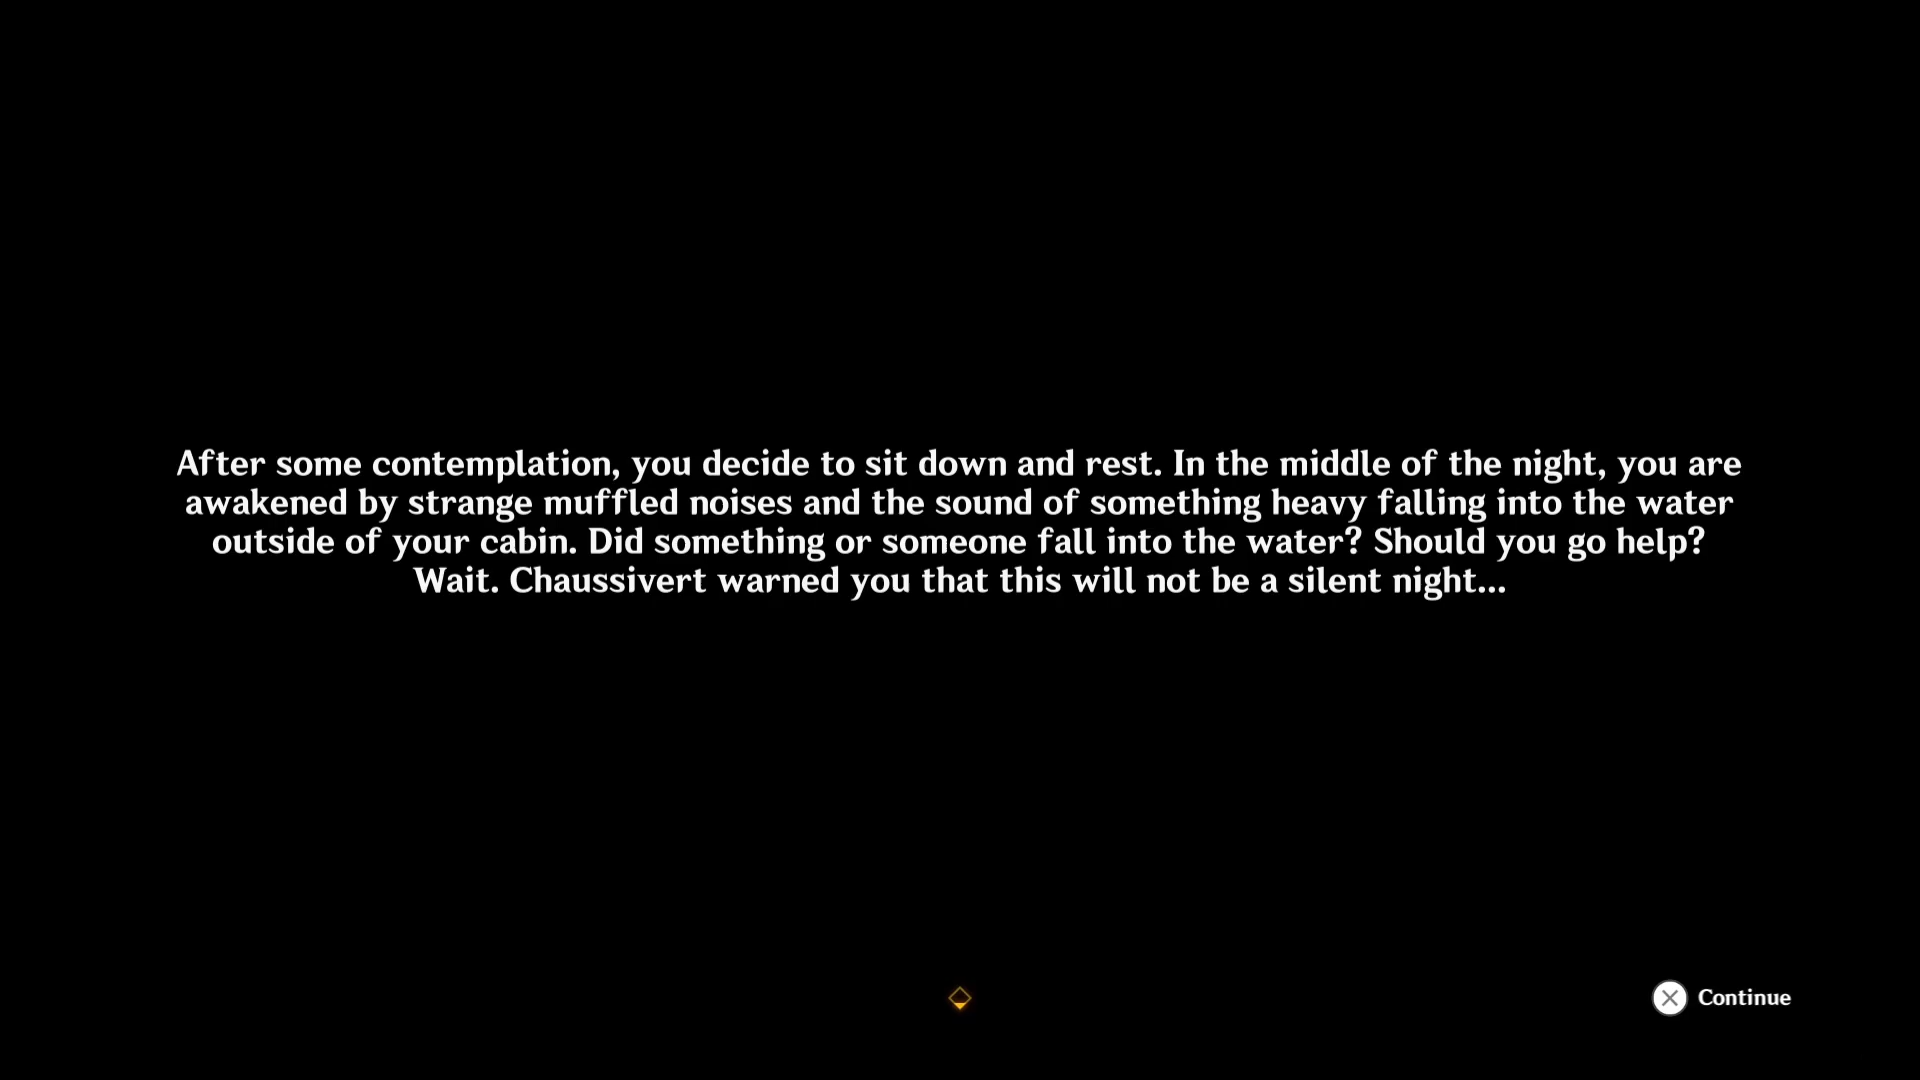 After some contemplation, you decide to sit down and rest. In the middle of the night, you are
awakened by strange muffled noises and the sound of something heavy falling into the water
outside of your cabin. Did something or someone fall into the water? Should you go help?
Wait. Chaussivert warned you that this will not be a silent night...
Continue